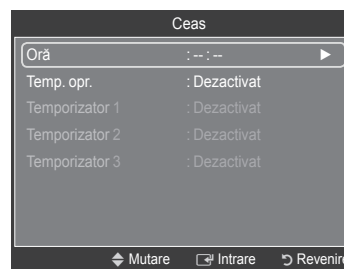 Ceas
Oră : -- : -- ►
Temp. opr. : Dezactivat
Temporizator 1 : Dezactivat
Temporizator 2 : Dezactivat
Temporizator 3 : Dezactivat
Mutare Intrare Revenire